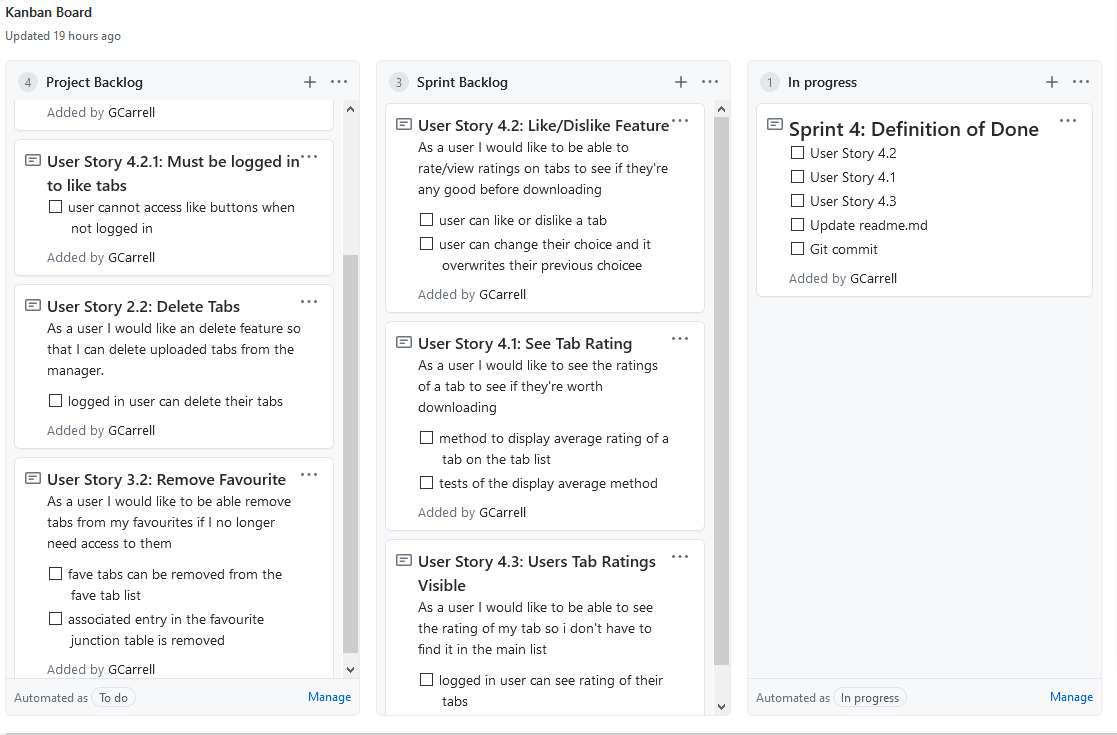 Kanban Board
Updated 19 hours ago
4 Project Backlog
Added by GCarrell
User Story 4.2.1: Must be logged in
to like tabs
user cannot access like buttons when
not logged in
Added by GCarrell
User Story 2.2: Delete Tabs
As a user I would like an delete feature so
that I can delete uploaded tabs from the
manager.
logged in user can delete their tabs
Added by GCarrell
User Story 3.2: Remove Favourite
As a user I would like to be able remove
tabs from my favourites if I no longer
need access to them
fave tabs can be removed from the
fave tab list
associated entry in the favourite
junction table is removed
Added by GCarrell
Automated as To do Manage
3 Sprint Backlog
User Story 4.2: Like/Dislike Feature
As a user I would like to be able to
rate/view ratings on tabs to see if they're
any good before downloading
user can like or dislike a tab
user can change their choice and it
overwrites their previous choicee
Added by GCarrell
User Story 4.1: See Tab Rating
As a user I would like to see the ratings
of a tab to see if they're worth
downloading
method to display average rating of a
tab on the tab list
tests of the display average method
Added by GCarrell
User Story 4.3: Users Tab Ratings
Visible
As a user I would like to be able to see
the rating of my tab so i don't have to
find it in the main list
logged in user can see rating of their
tabs
1 In progress
Sprint 4: Definition of Done
User Story 4.2
User Story 4.1
User Story 4.3
Update readme.md
Git commit
Added by GCarrell
Automated as In progress Manage